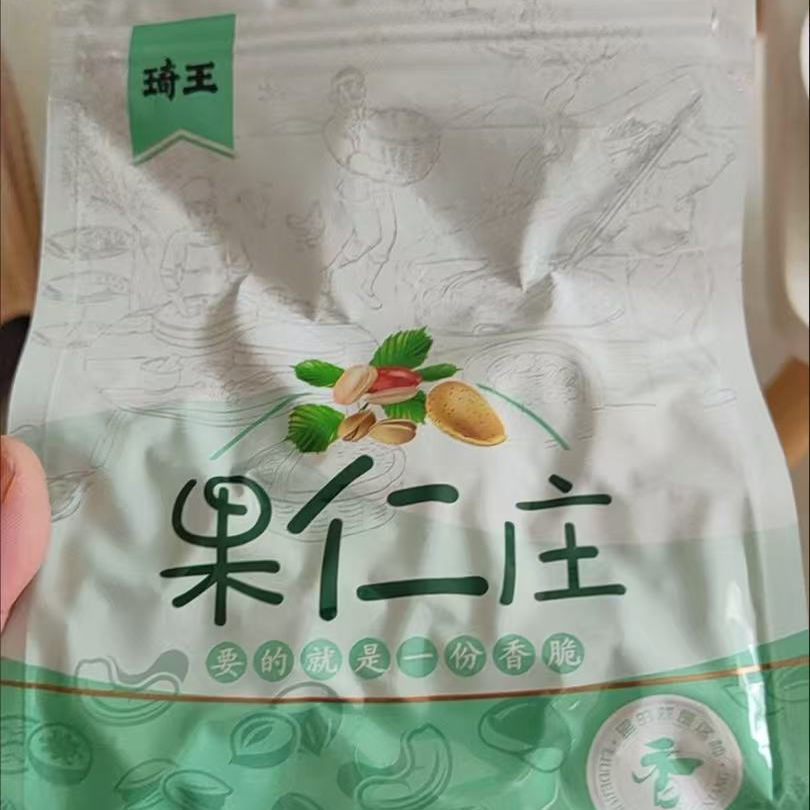 琦王
果仁庄
要的就是一份香脆
香